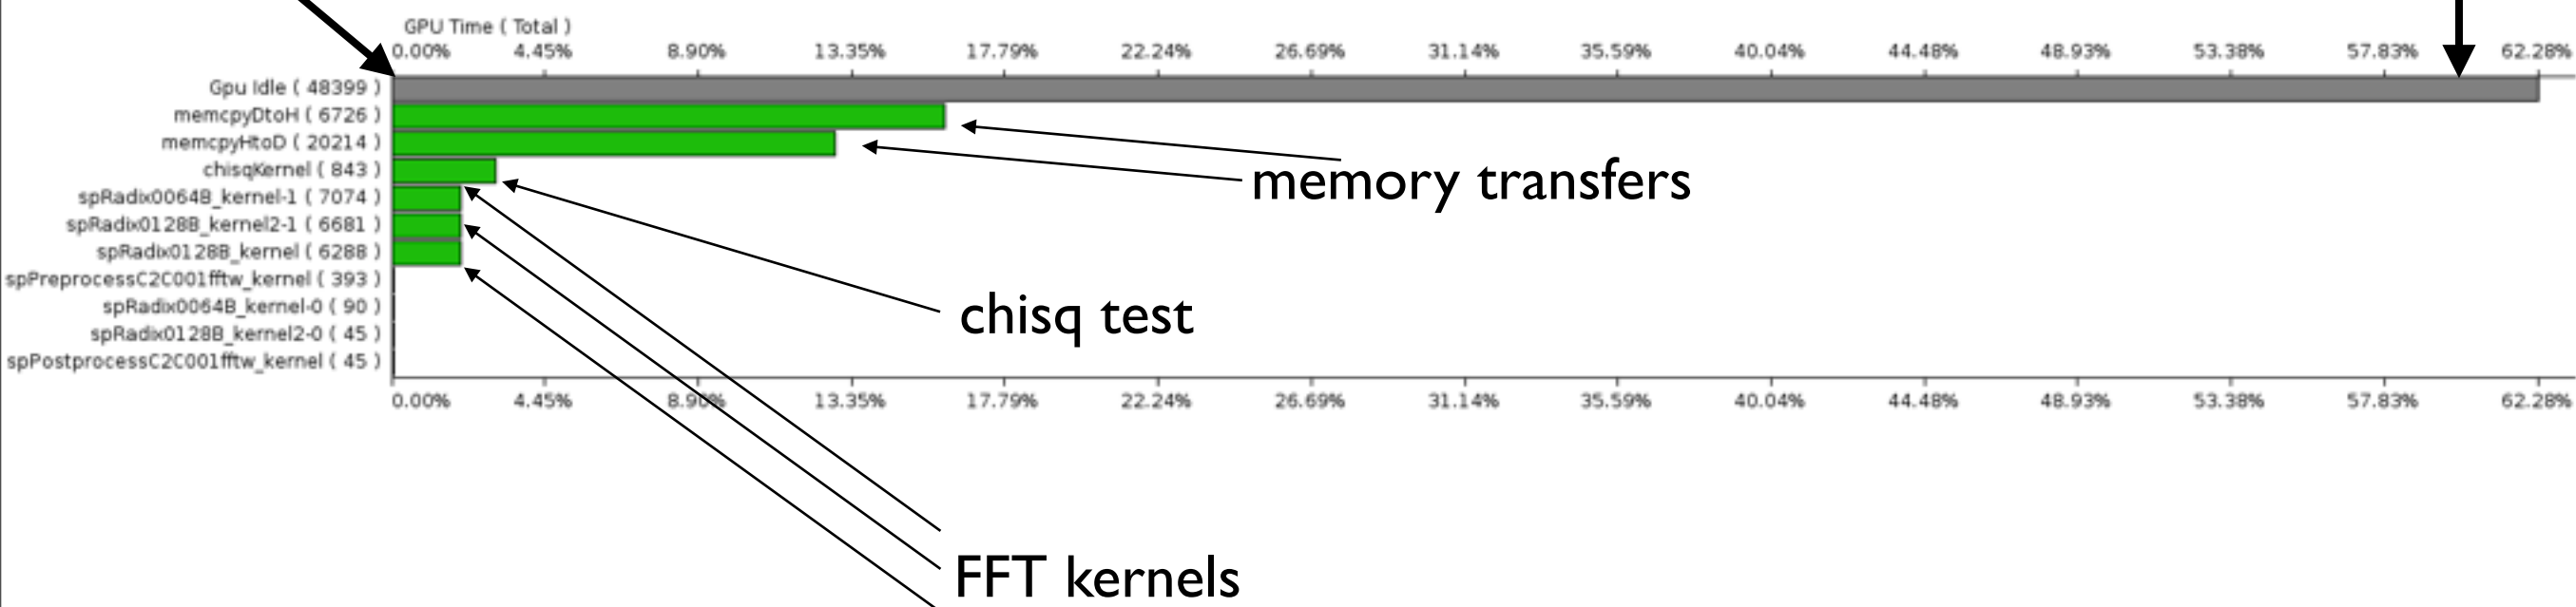 GPU Time ( Total )
0.00% 4.45% 8.90% 13.35% 17.79% 22.24% 26.69% 31.14% 35.59% 40.04% 44.48% 48.93% 53.38% 57.83% 62.28%
Gpu Idle ( 48399 )
memcpyDtoH ( 6726 )
memcpyHtoD ( 20214 )
chisqKernel ( 843 )
spRadix0064B_kernel-1 ( 7074 )
spRadix0128B_kernel2-1 ( 6681 )
spRadix0128B_kernel ( 6288 )
spPreprocessC2C001fftw_kernel ( 393 )
spRadix0064B_kernel-0 ( 90 )
spRadix0128B_kernel2-0 ( 45 )
spPostprocessC2C001fftw_kernel ( 45 )
memory transfers
chisq test
0.00% 4.45% 8.90% 13.35% 17.79% 22.24% 26.69% 31.14% 35.59% 40.04% 44.48% 48.93% 53.38% 57.83% 62.28%
FFT kernels